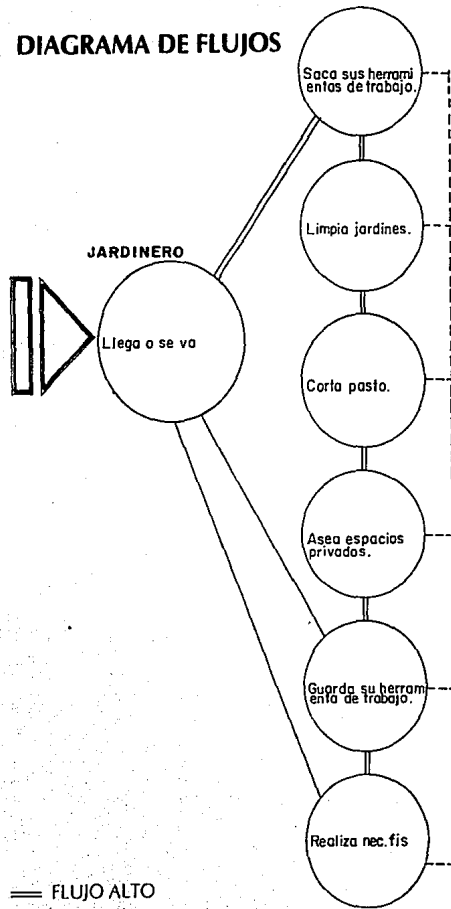 DIAGRAMA DE FLUJOS
Saca sus herrami
entas de trabajo.
Limpia jardines.
JARDINERO
Llega o se va
Corta pasto.
Asea espacios
privados.
Guarda su herram
enta de trabajo.
Realiza nec.fis
FLUJO ALTO